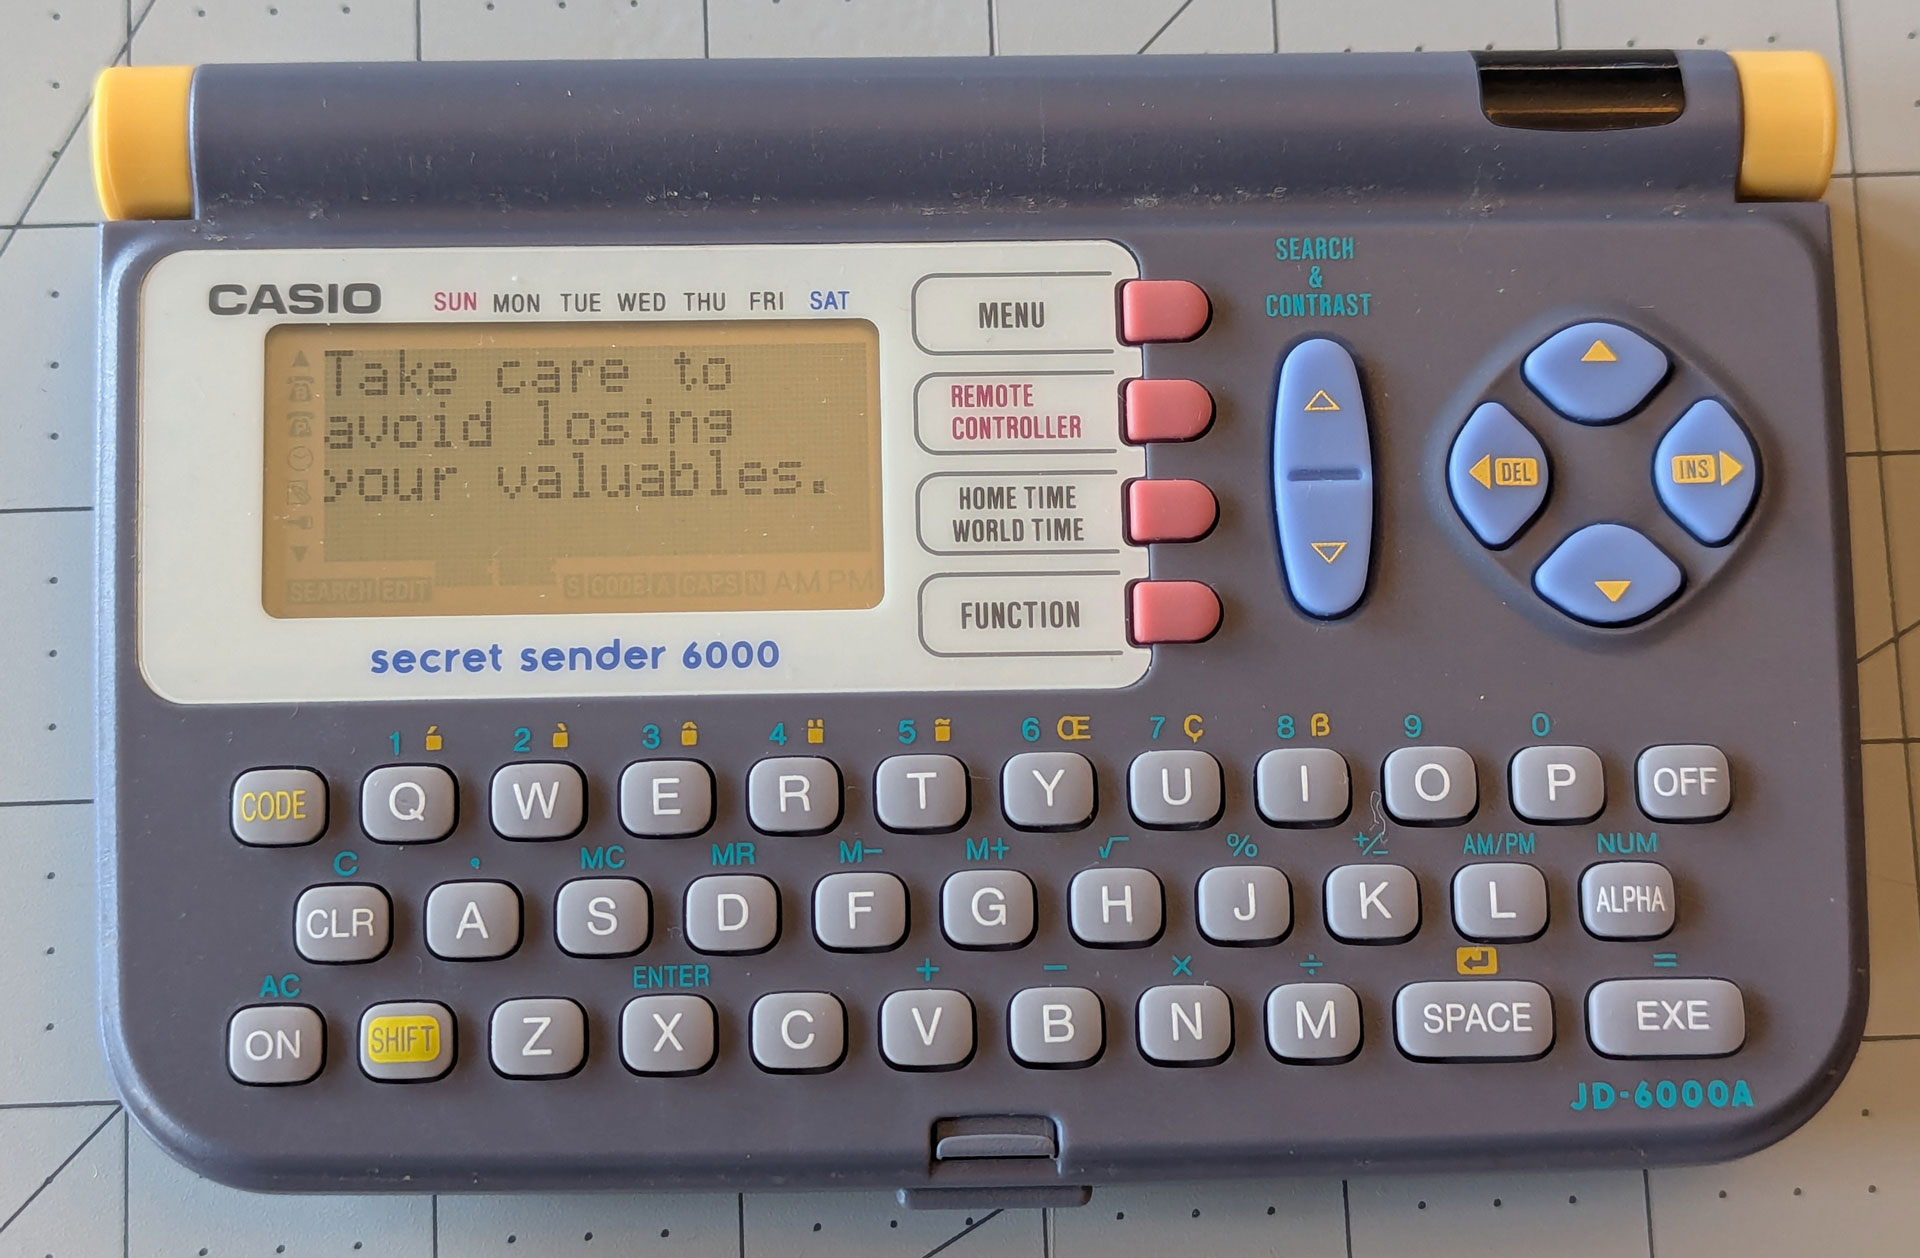 CASIO SUN MON TUE WED THU FRI SAT
Take care to
avoid losing
your valuables.
SEARCH EDIT S CODE A CAPS N AM PM
secret sender 6000
MENU
REMOTE
CONTROLLER
HOME TIME
WORLD TIME
FUNCTION
SEARCH
&
CONTRAST
DEL INS
1 2 3 4 5 6 Œ 7 Ç 8 ß 9 0
CODE Q W E R T Y U I O P OFF
C , MC MR M− M+ √ % +/− AM/PM NUM
CLR A S D F G H J K L ALPHA
AC ENTER + − × ÷ ↵ =
ON SHIFT Z X C V B N M SPACE EXE
JD-6000A